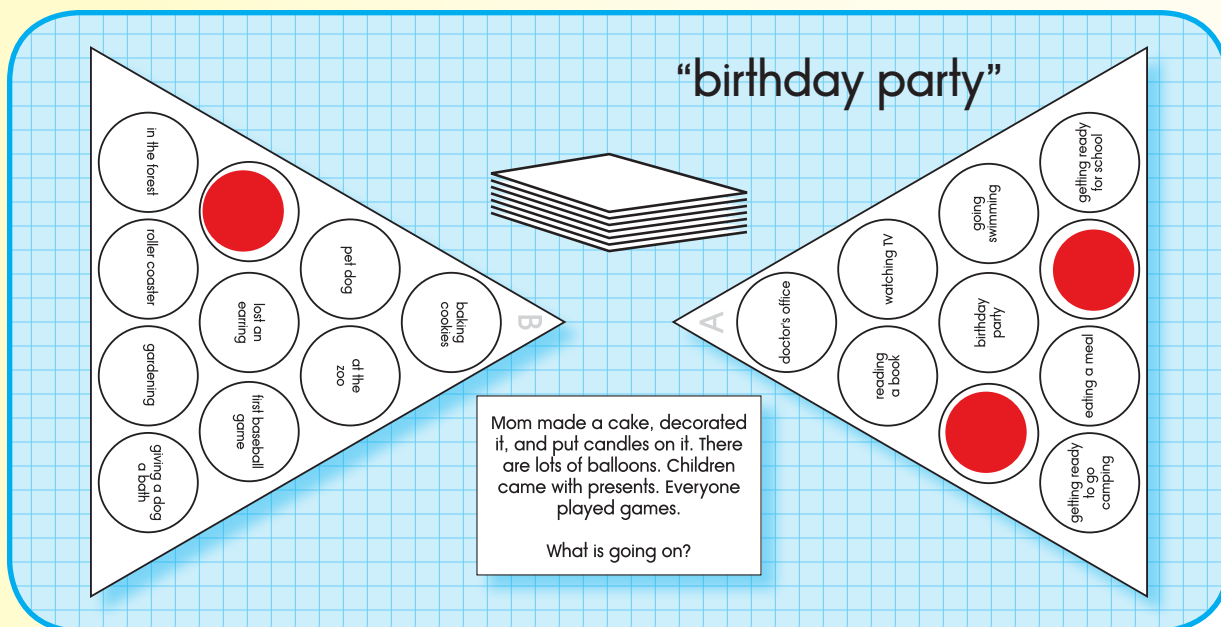 “birthday party”
in the forest
roller coaster
gardening
giving a dog
a bath
lost an
earring
first baseball
game
pet dog
at the
zoo
baking
cookies
B
A
doctor's office
watching TV
reading
a book
going
swimming
birthday
party
getting ready
for school
eating a meal
getting ready
to go
camping
Mom made a cake, decorated
it, and put candles on it. There
are lots of balloons. Children
came with presents. Everyone
played games.
What is going on?